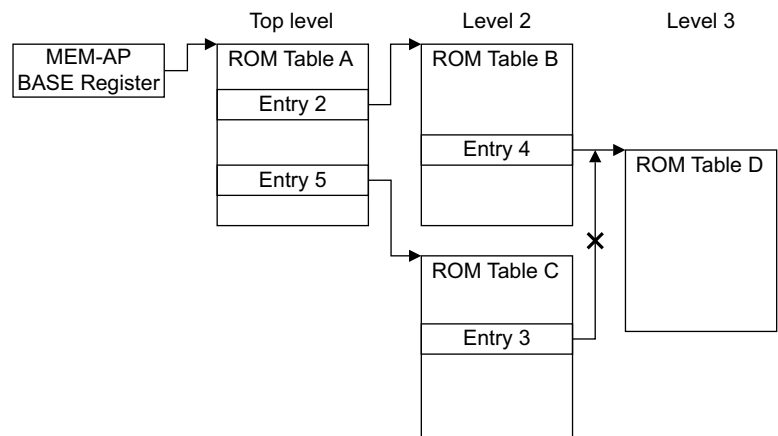 Top level
Level 2
Level 3
MEM-AP
BASE Register
ROM Table A
ROM Table B
Entry 2
Entry 4
Entry 5
ROM Table D
ROM Table C
Entry 3